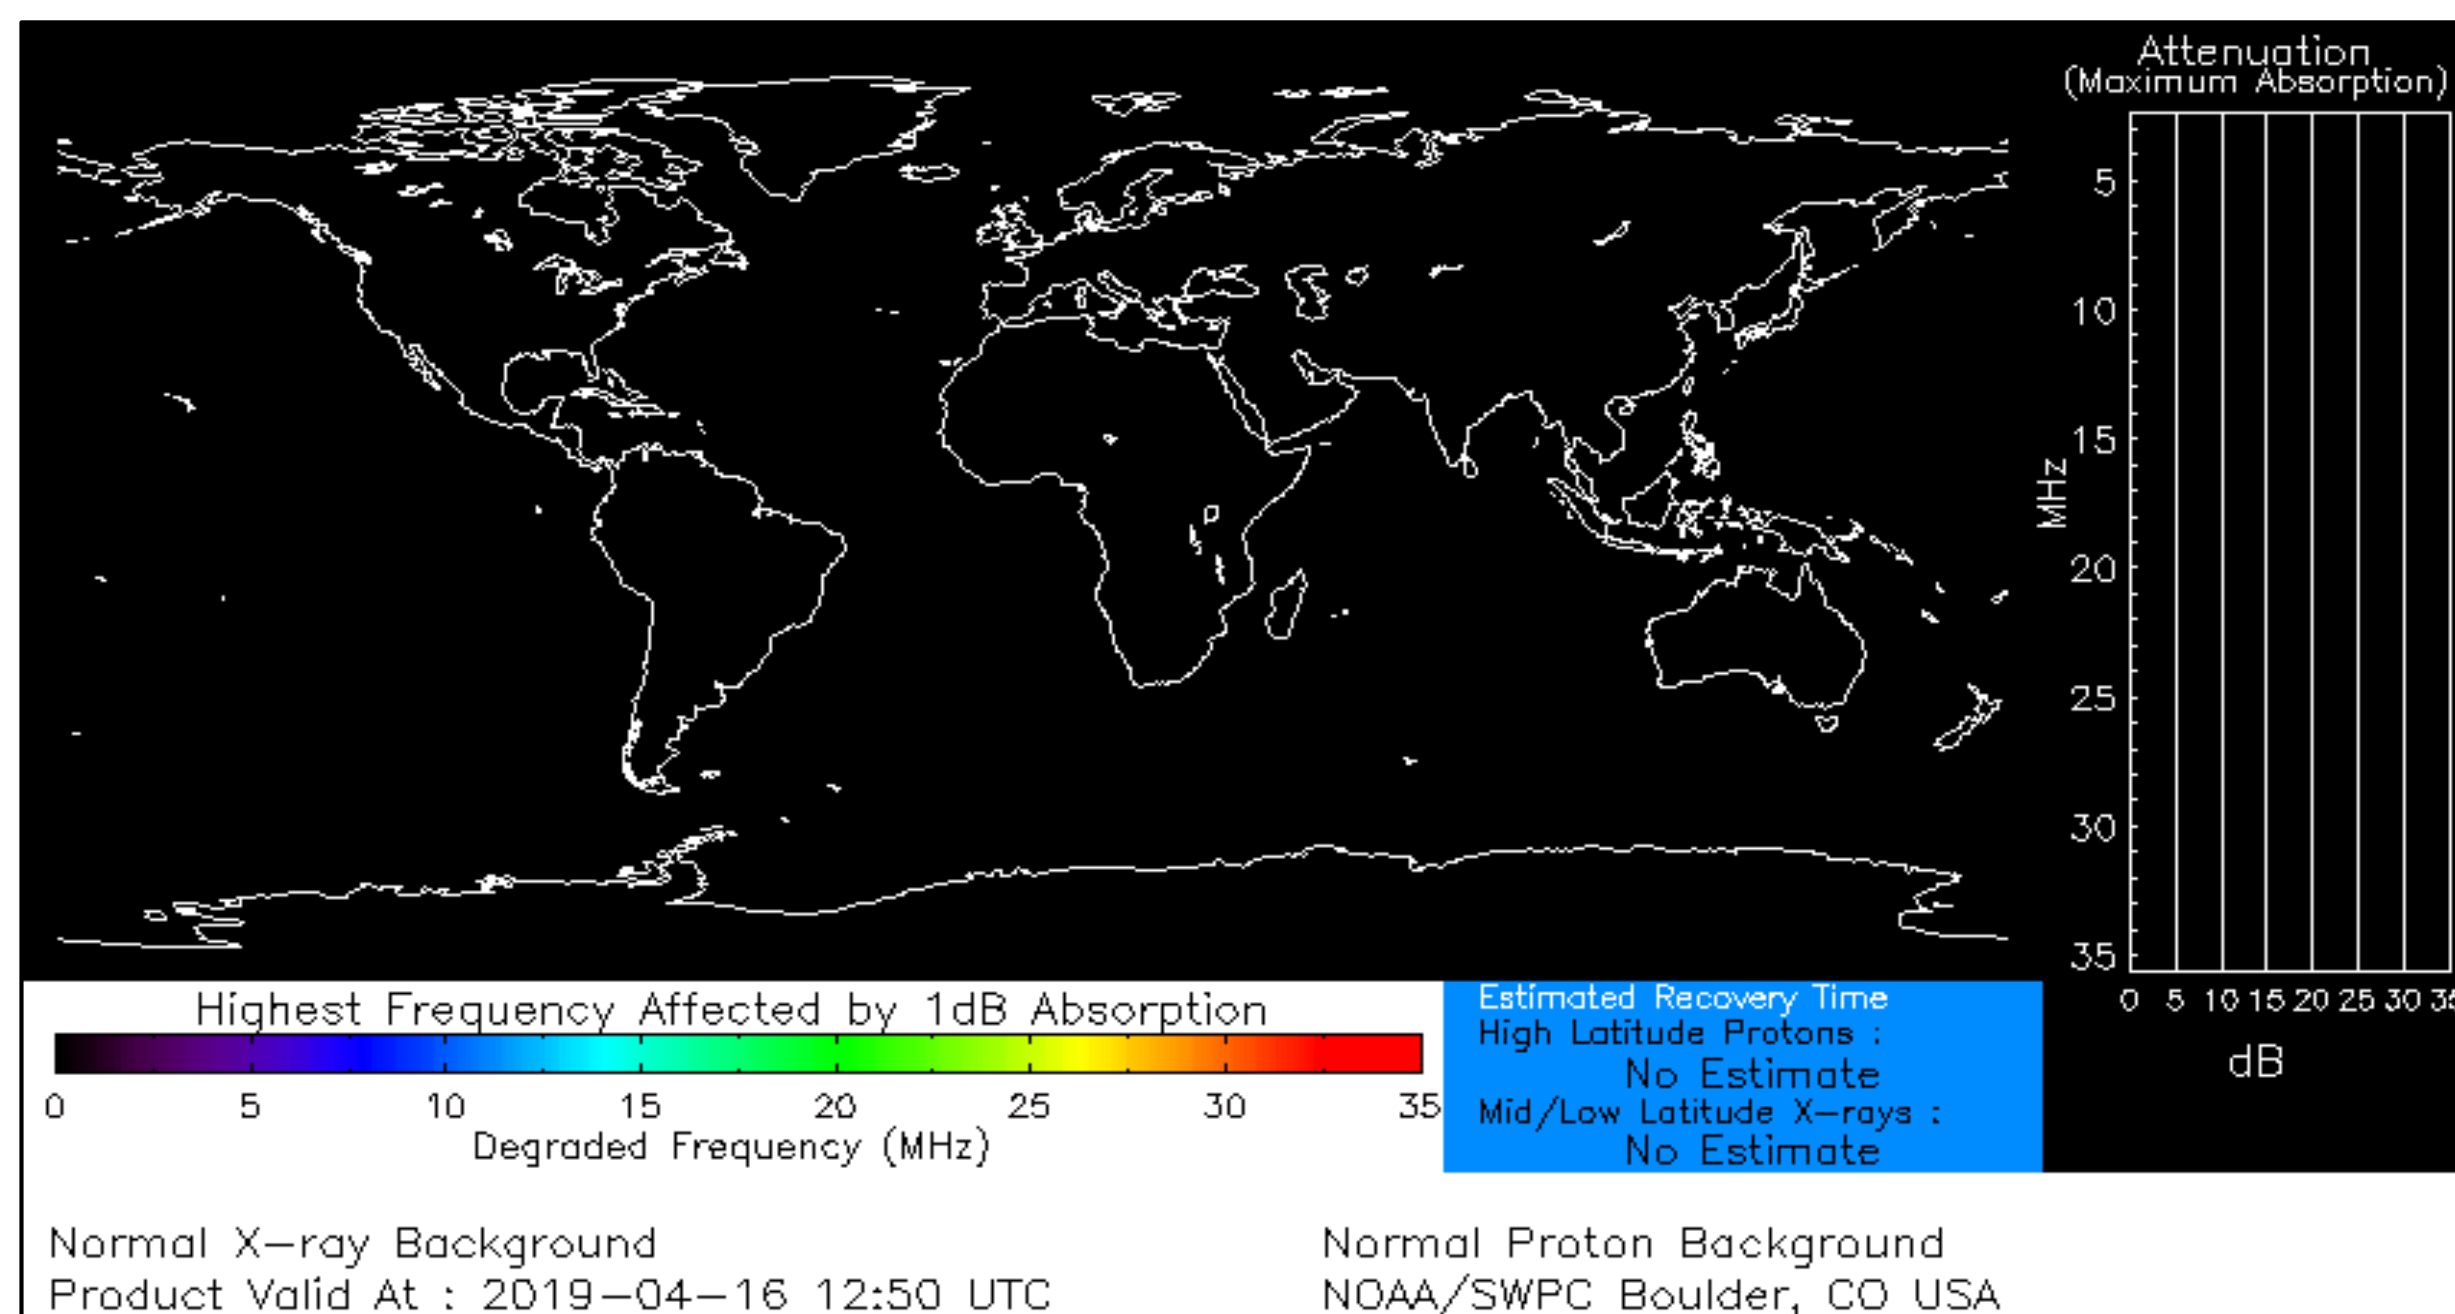 Attenuation
(Maximum Absorption)
5
10
15
20
25
30
35
MHz
0 5 10 15 20 25 30
dB
Highest Frequency Affected by 1dB Absorption
0 5 10 15 20 25 30 35
Degraded Frequency (MHz)
Estimated Recovery Time
High Latitude Protons :
No Estimate
Mid/Low Latitude X-rays :
No Estimate
Normal X-ray Background
Normal Proton Background
Product Valid At : 2019-04-16 12:50 UTC
NOAA/SWPC Boulder, CO USA